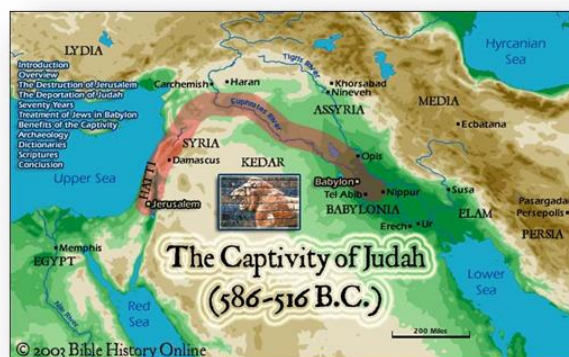 LYDIA
Introduction
Overview
The Destruction of Jerusalem
The Deportation of Judah
Seventy Years
Treatment of Jews in Babylon
Benefits of the Captivity
Archaeology
Dictionaries
Scriptures
Conclusion
Hyrcanian
Sea
Tigris River
Carchemish
Haran
Khorsabad
Nineveh
ASSYRIA
MEDIA
Ecbatana
Euphrates River
SYRIA
HATTI
Damascus
KEDAR
Opis
Upper Sea
Babylon
Nippur
Susa
Tel Abib
BABYLONIA
ELAM
Pasargadae
Persepolis
PERSIA
Jerusalem
Erech
Ur
Memphis
EGYPT
Nile River
Red
Sea
Lower
Sea
The Captivity of Judah
(586-516 B.C.)
200 Miles
© 2003 Bible History Online